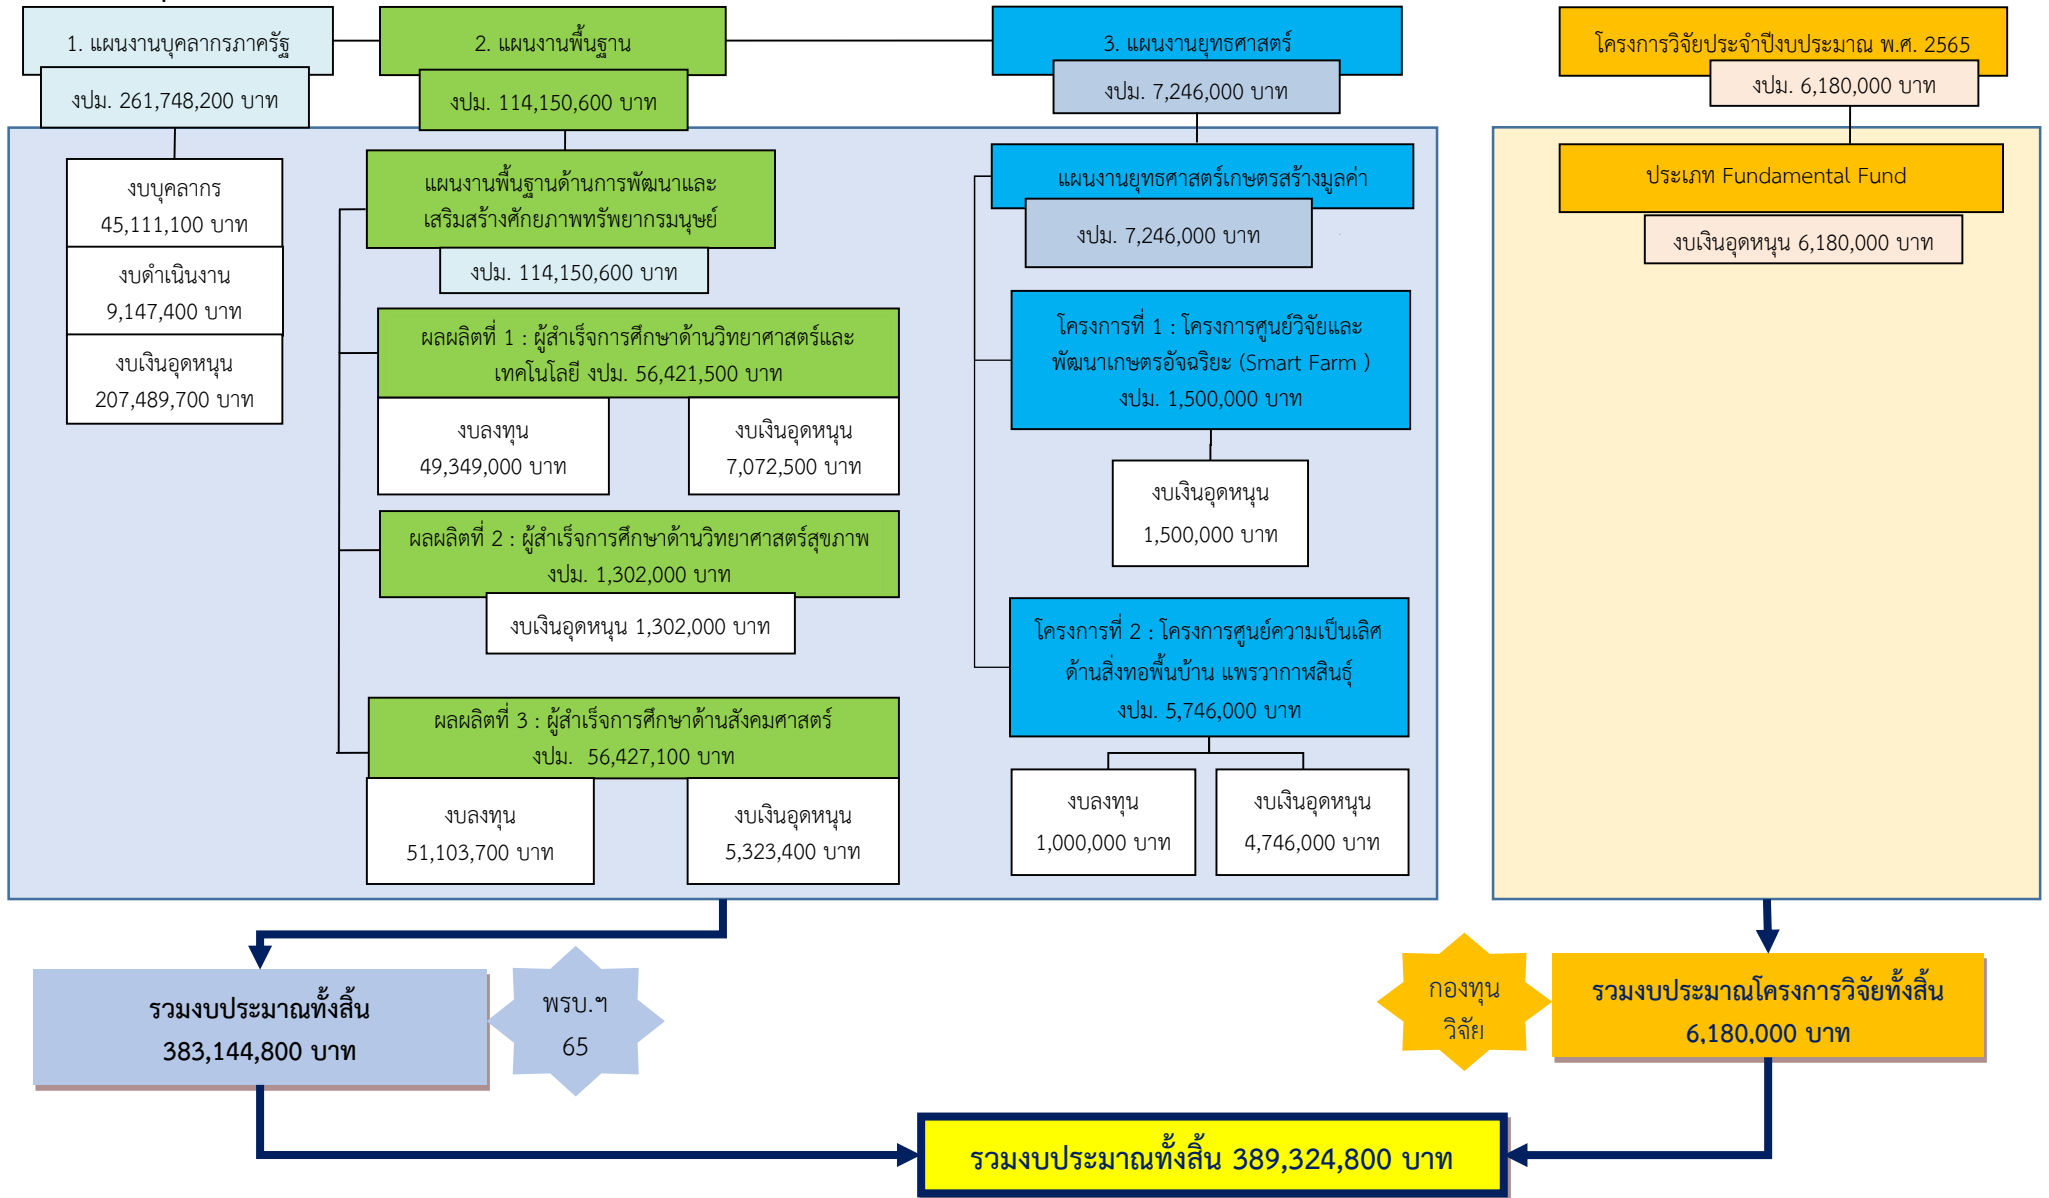 1. แผนงานบุคลากรภาครัฐ
งปม. 261,748,200 บาท
งบบุคลากร
45,111,100 บาท
งบดำเนินงาน
9,147,400 บาท
งบเงินอุดหนุน
207,489,700 บาท
2. แผนงานพื้นฐาน
งปม. 114,150,600 บาท
แผนงานพื้นฐานด้านการพัฒนาและ
เสริมสร้างศักยภาพทรัพยากรมนุษย์
งปม. 114,150,600 บาท
ผลผลิตที่ 1 : ผู้สำเร็จการศึกษาด้านวิทยาศาสตร์และ
เทคโนโลยี งปม. 56,421,500 บาท
งบลงทุน
49,349,000 บาท
งบเงินอุดหนุน
7,072,500 บาท
ผลผลิตที่ 2 : ผู้สำเร็จการศึกษาด้านวิทยาศาสตร์สุขภาพ
งปม. 1,302,000 บาท
งบเงินอุดหนุน 1,302,000 บาท
ผลผลิตที่ 3 : ผู้สำเร็จการศึกษาด้านสังคมศาสตร์
งปม. 56,427,100 บาท
งบลงทุน
51,103,700 บาท
งบเงินอุดหนุน
5,323,400 บาท
3. แผนงานยุทธศาสตร์
งปม. 7,246,000 บาท
แผนงานยุทธศาสตร์เกษตรสร้างมูลค่า
งปม. 7,246,000 บาท
โครงการที่ 1 : โครงการศูนย์วิจัยและ
พัฒนาเกษตรอัจฉริยะ (Smart Farm )
งปม. 1,500,000 บาท
งบเงินอุดหนุน
1,500,000 บาท
โครงการที่ 2 : โครงการศูนย์ความเป็นเลิศ
ด้านสิ่งทอพื้นบ้าน แพรวากาฬสินธุ์
งปม. 5,746,000 บาท
งบลงทุน
1,000,000 บาท
งบเงินอุดหนุน
4,746,000 บาท
โครงการวิจัยประจำปีงบประมาณ พ.ศ. 2565
งปม. 6,180,000 บาท
ประเภท Fundamental Fund
งบเงินอุดหนุน 6,180,000 บาท
รวมงบประมาณทั้งสิ้น
383,144,800 บาท
พรบ.ฯ
65
กองทุน
วิจัย
รวมงบประมาณโครงการวิจัยทั้งสิ้น
6,180,000 บาท
รวมงบประมาณทั้งสิ้น 389,324,800 บาท